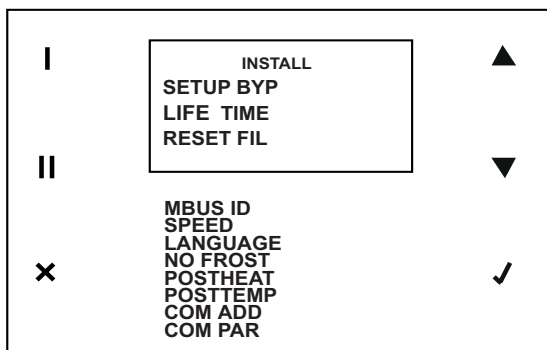 I
INSTALL
SETUP BYP
LIFE TIME
RESET FIL
II
MBUS ID
SPEED
LANGUAGE
NO FROST
POSTHEAT
POSTTEMP
COM ADD
COM PAR